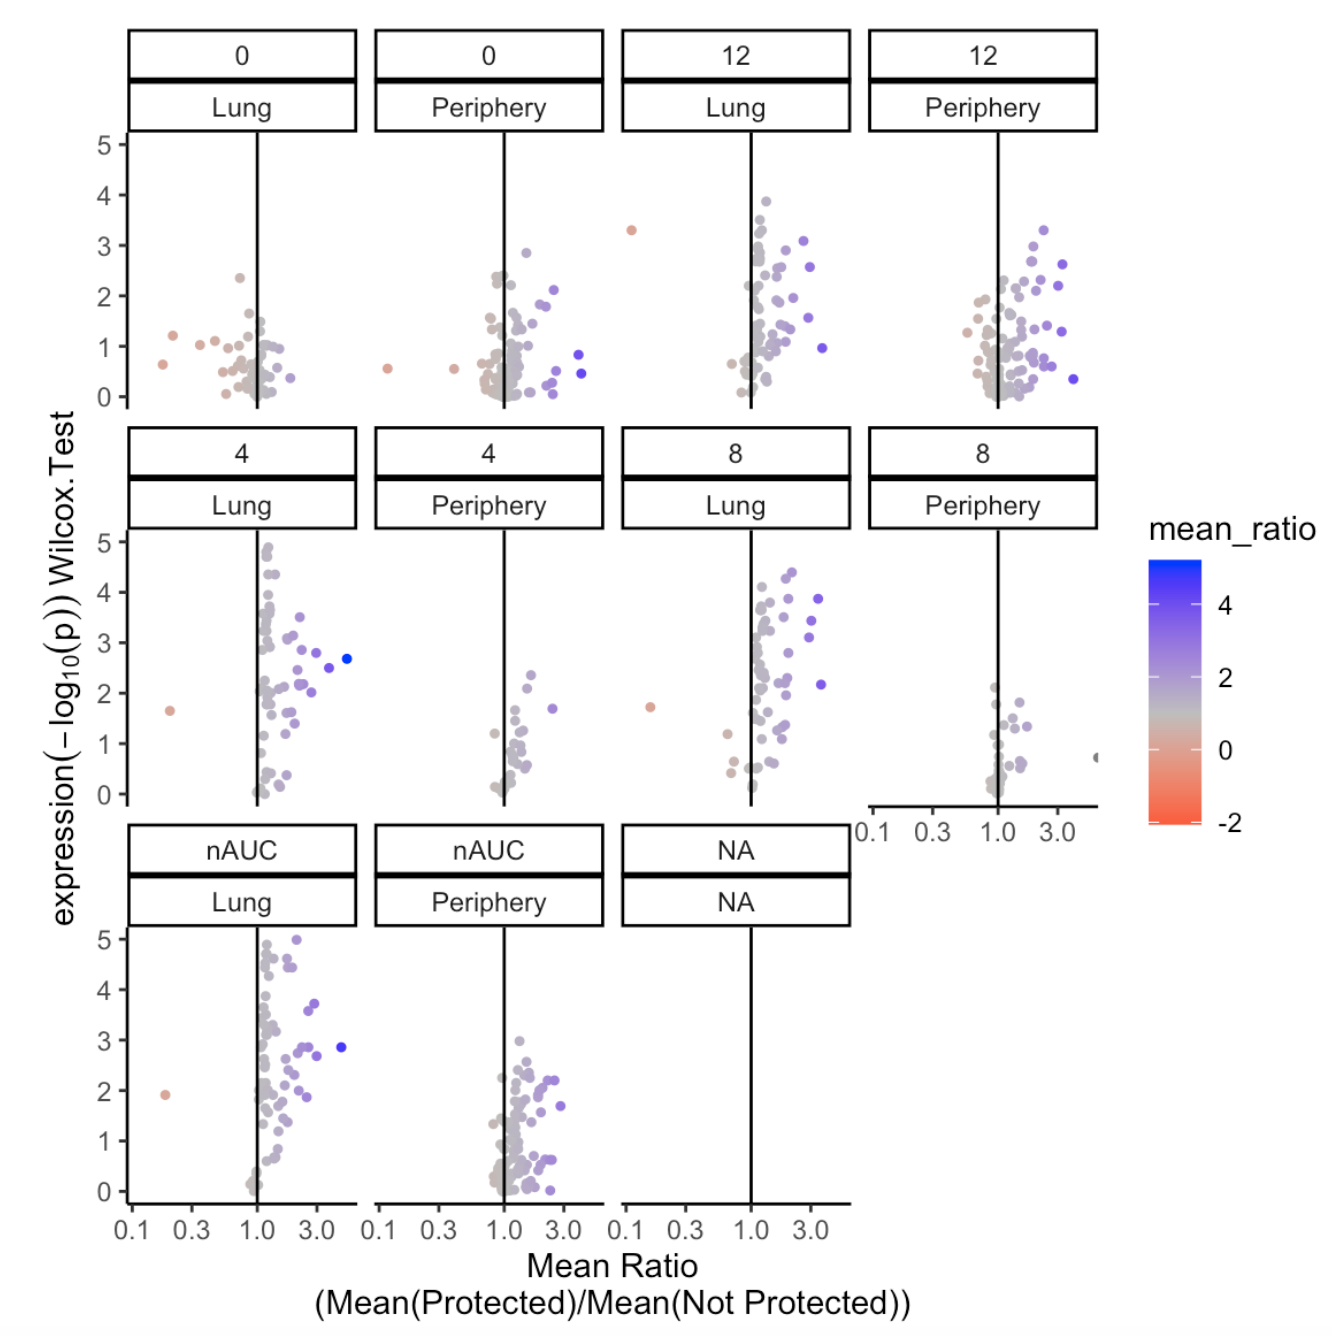 0 0 12 12
Lung Periphery Lung Periphery
5
4
3
2
1
0
4 4 8 8
Lung Periphery Lung Periphery
5
4
3
2
1
0
0.1 0.3 1.0 3.0
nAUC nAUC NA
Lung Periphery NA
5
4
3
2
1
0
0.1 0.3 1.0 3.0 0.1 0.3 1.0 3.0 0.1 0.3 1.0 3.0
expression(−log₁₀(p)) Wilcox.Test
Mean Ratio
(Mean(Protected)/Mean(Not Protected))
mean_ratio
4
2
0
-2